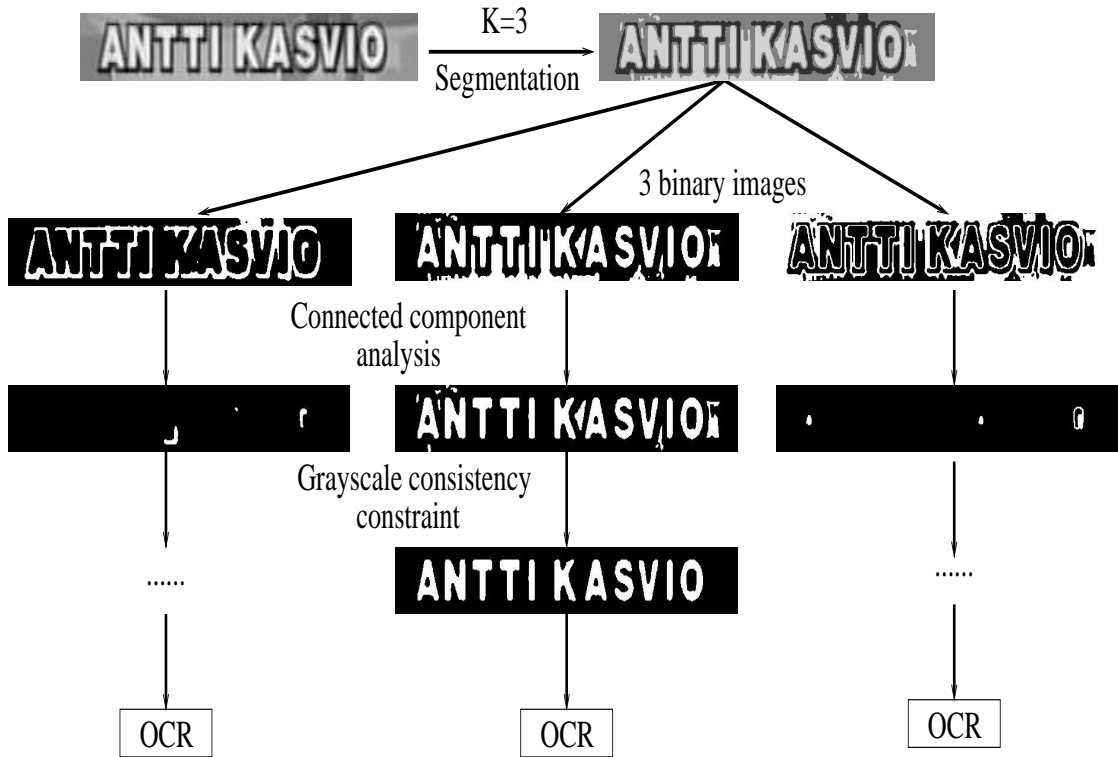 ANTTI KASVIO
K=3
Segmentation
ANTTI KASVIO
3 binary images
ANTTI KASVIO
ANTTI KASVIO
ANTTI KASVIO
Connected component
analysis
ANTTI KASVIO
Grayscale consistency
constraint
......
ANTTI KASVIO
......
OCR
OCR
OCR